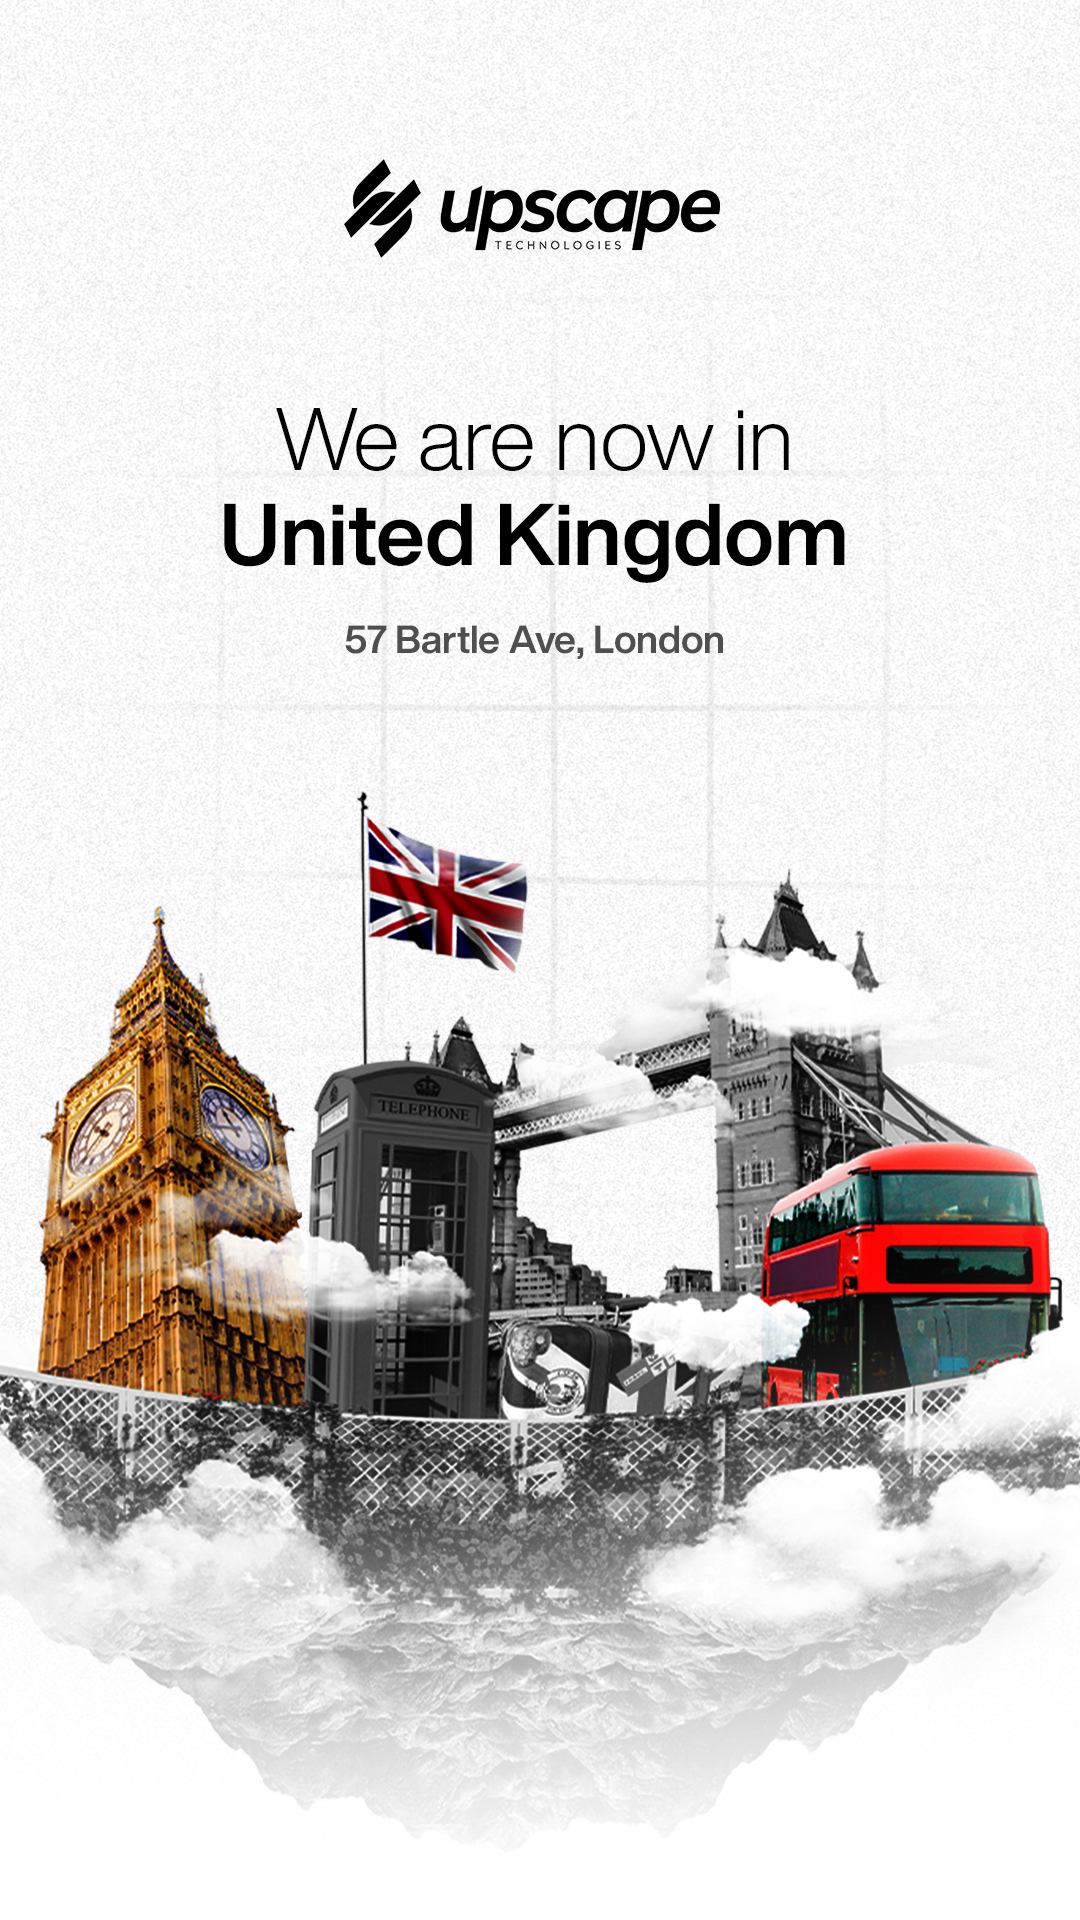 upscape
TECHNOLOGIES
We are now in
United Kingdom
57 Bartle Ave, London
TELEPHONE